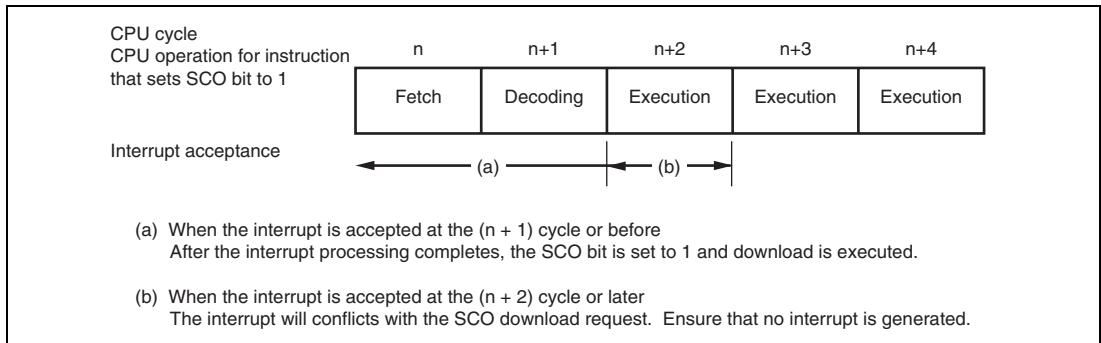 CPU cycle
CPU operation for instruction
that sets SCO bit to 1
n n+1 n+2 n+3 n+4
Fetch Decoding Execution Execution Execution
Interrupt acceptance
(a) (b)
(a) When the interrupt is accepted at the (n + 1) cycle or before
After the interrupt processing completes, the SCO bit is set to 1 and download is executed.
(b) When the interrupt is accepted at the (n + 2) cycle or later
The interrupt will conflicts with the SCO download request. Ensure that no interrupt is generated.